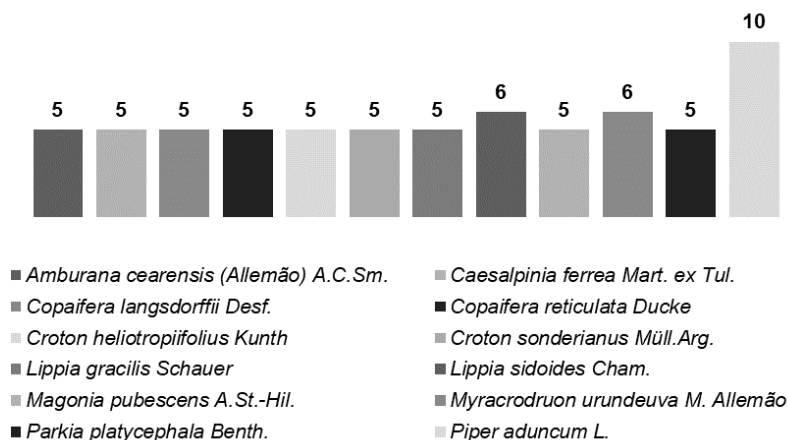 10
6 6
5 5 5 5 5 5 5 5 5
Amburana cearensis (Allemão) A.C.Sm. Caesalpinia ferrea Mart. ex Tul.
Copaifera langsdorffii Desf. Copaifera reticulata Ducke
Croton heliotropiifolius Kunth Croton sonderianus Müll.Arg.
Lippia gracilis Schauer Lippia sidoides Cham.
Magonia pubescens A.St.-Hil. Myracrodruon urundeuva M. Allemão
Parkia platycephala Benth. Piper aduncum L.